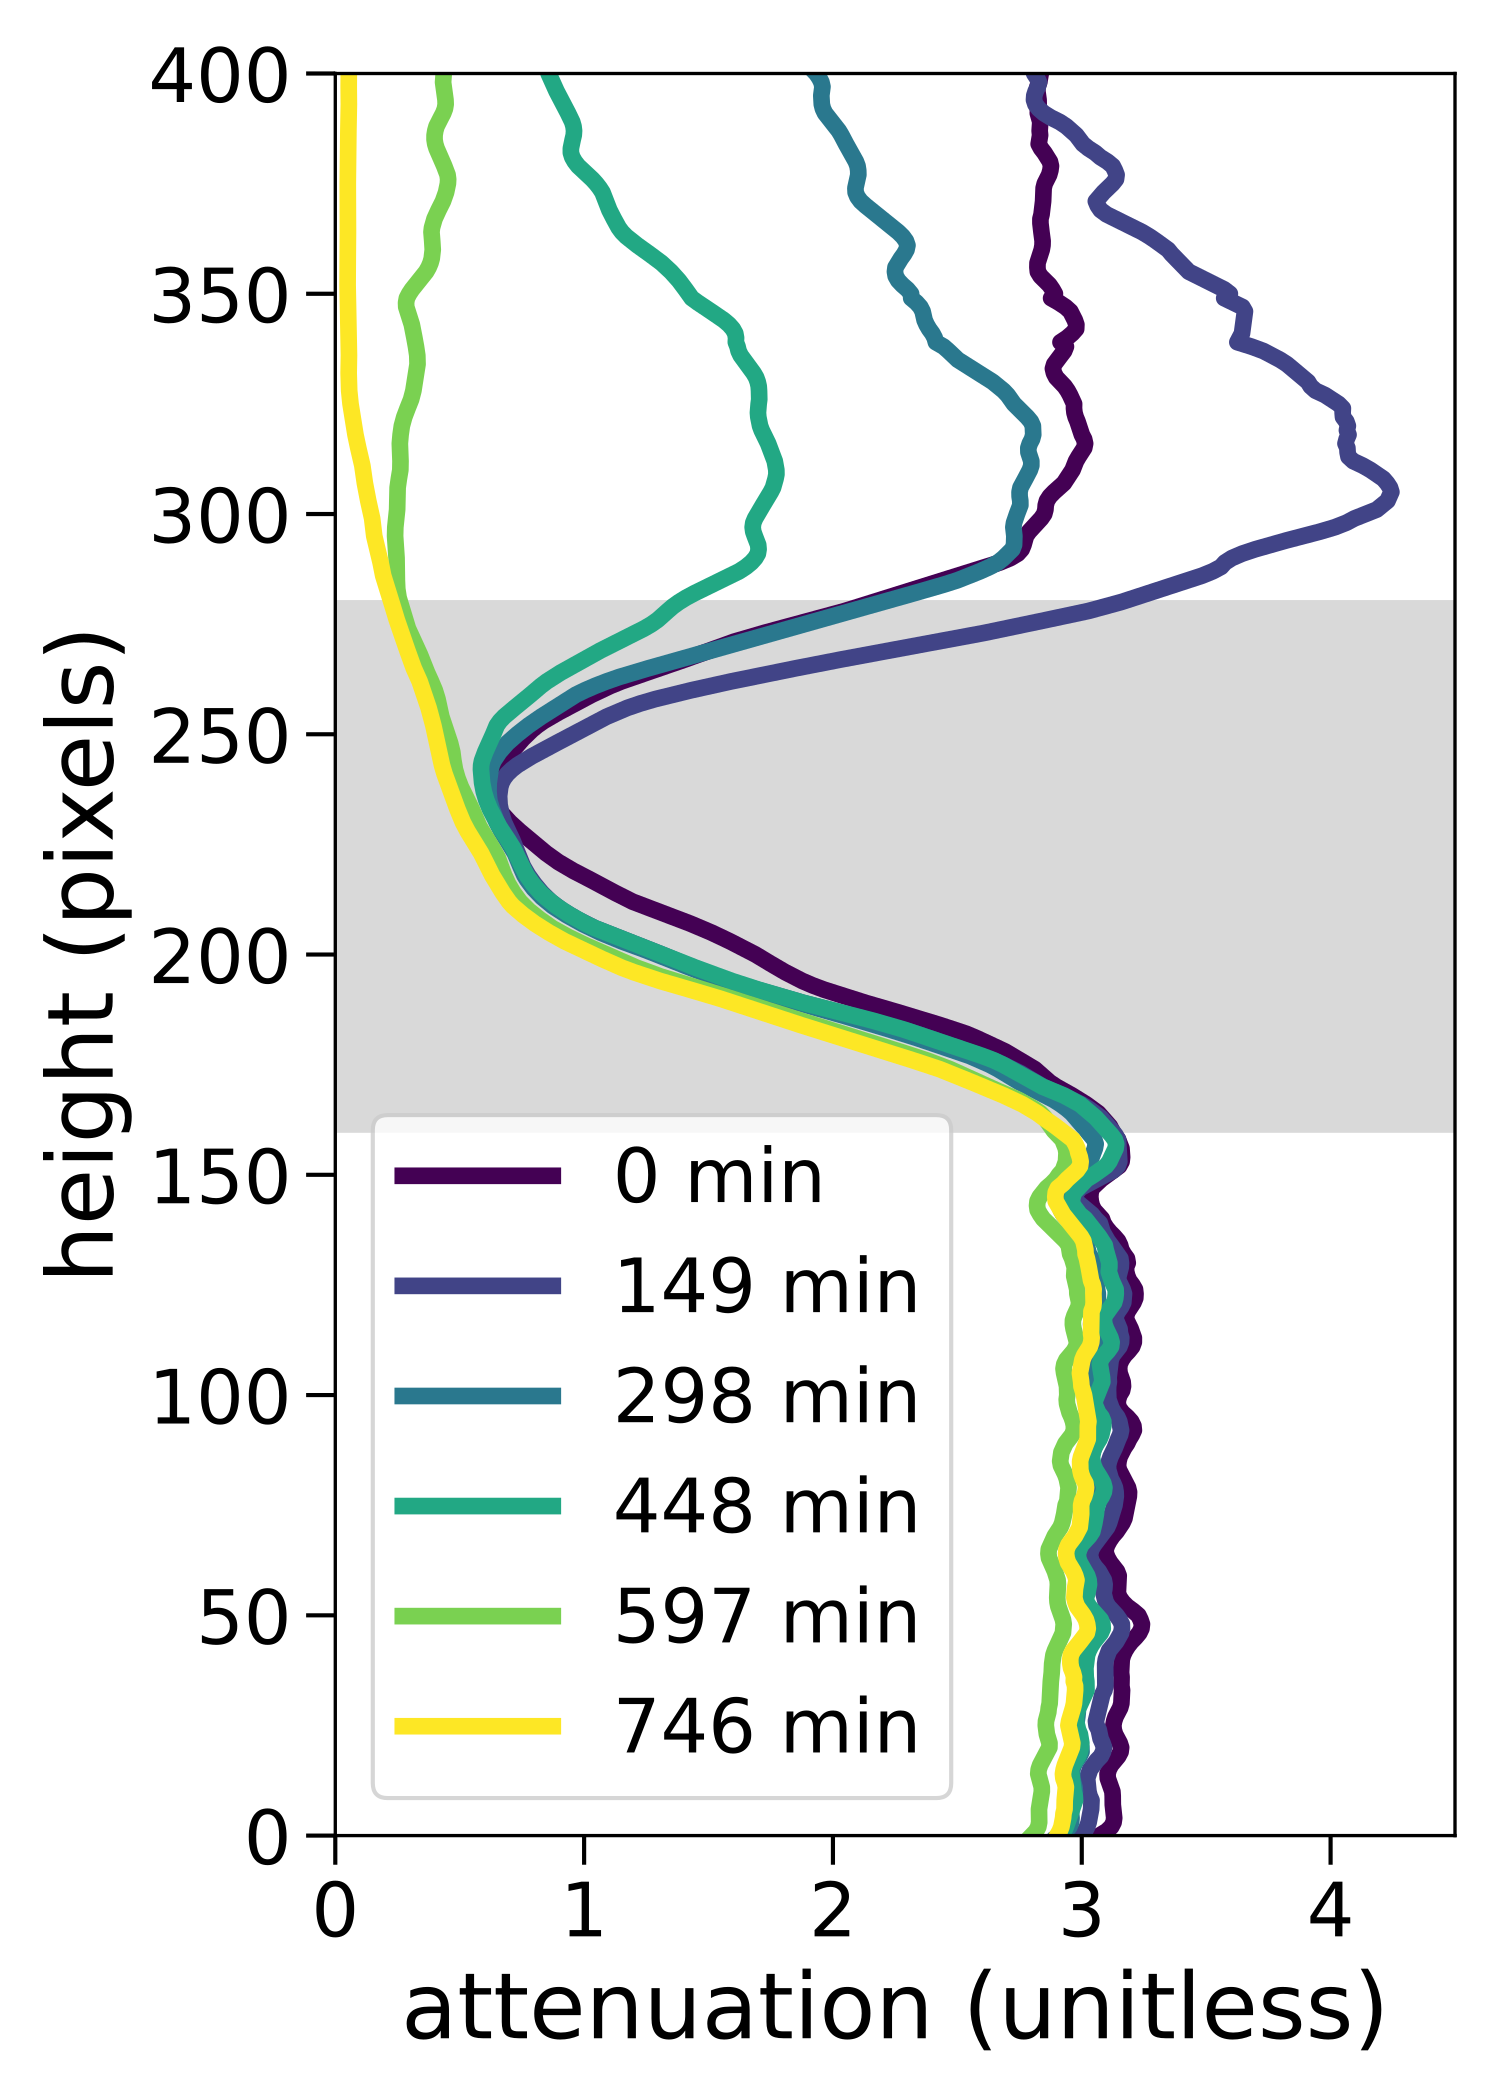 400
350
300
250
200
150
100
50
0
height (pixels)
0 min
149 min
298 min
448 min
597 min
746 min
0 1 2 3 4
attenuation (unitless)